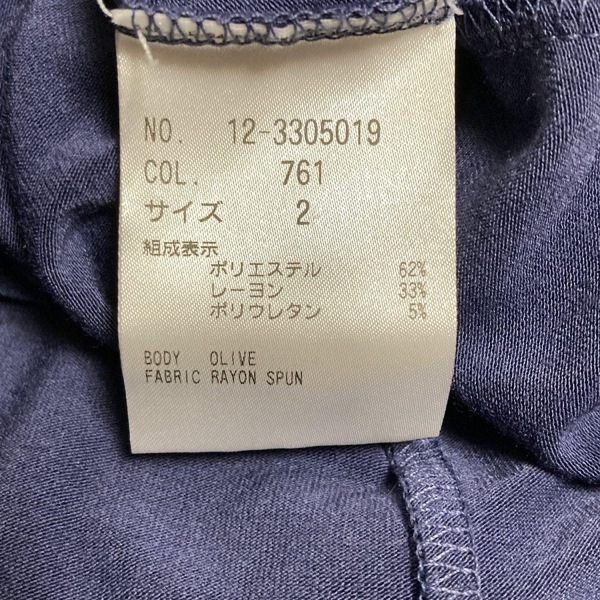 NO. 12-3305019
COL. 761
サイズ 2
組成表示
ポリエステル 62%
レーヨン 33%
ポリウレタン 5%
BODY OLIVE
FABRIC RAYON SPUN